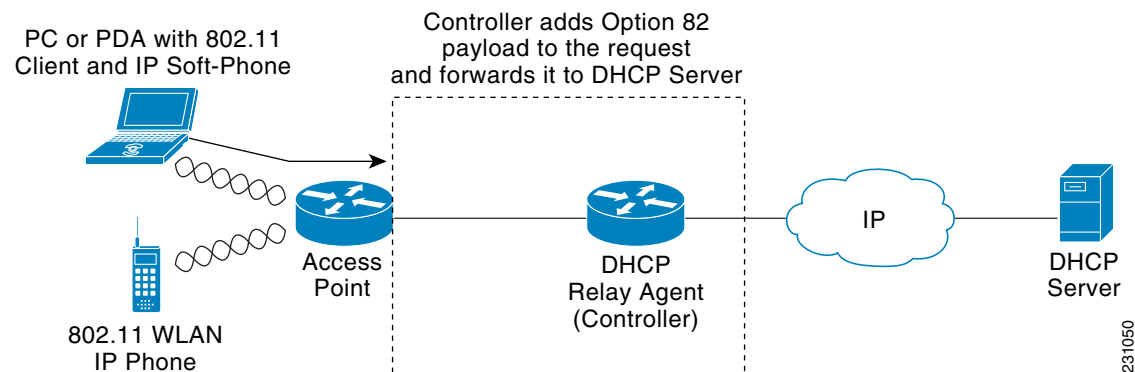 Controller adds Option 82
payload to the request
and forwards it to DHCP Server
PC or PDA with 802.11
Client and IP Soft-Phone
IP
Access
Point
DHCP
Relay Agent
(Controller)
DHCP
Server
802.11 WLAN
IP Phone
231050